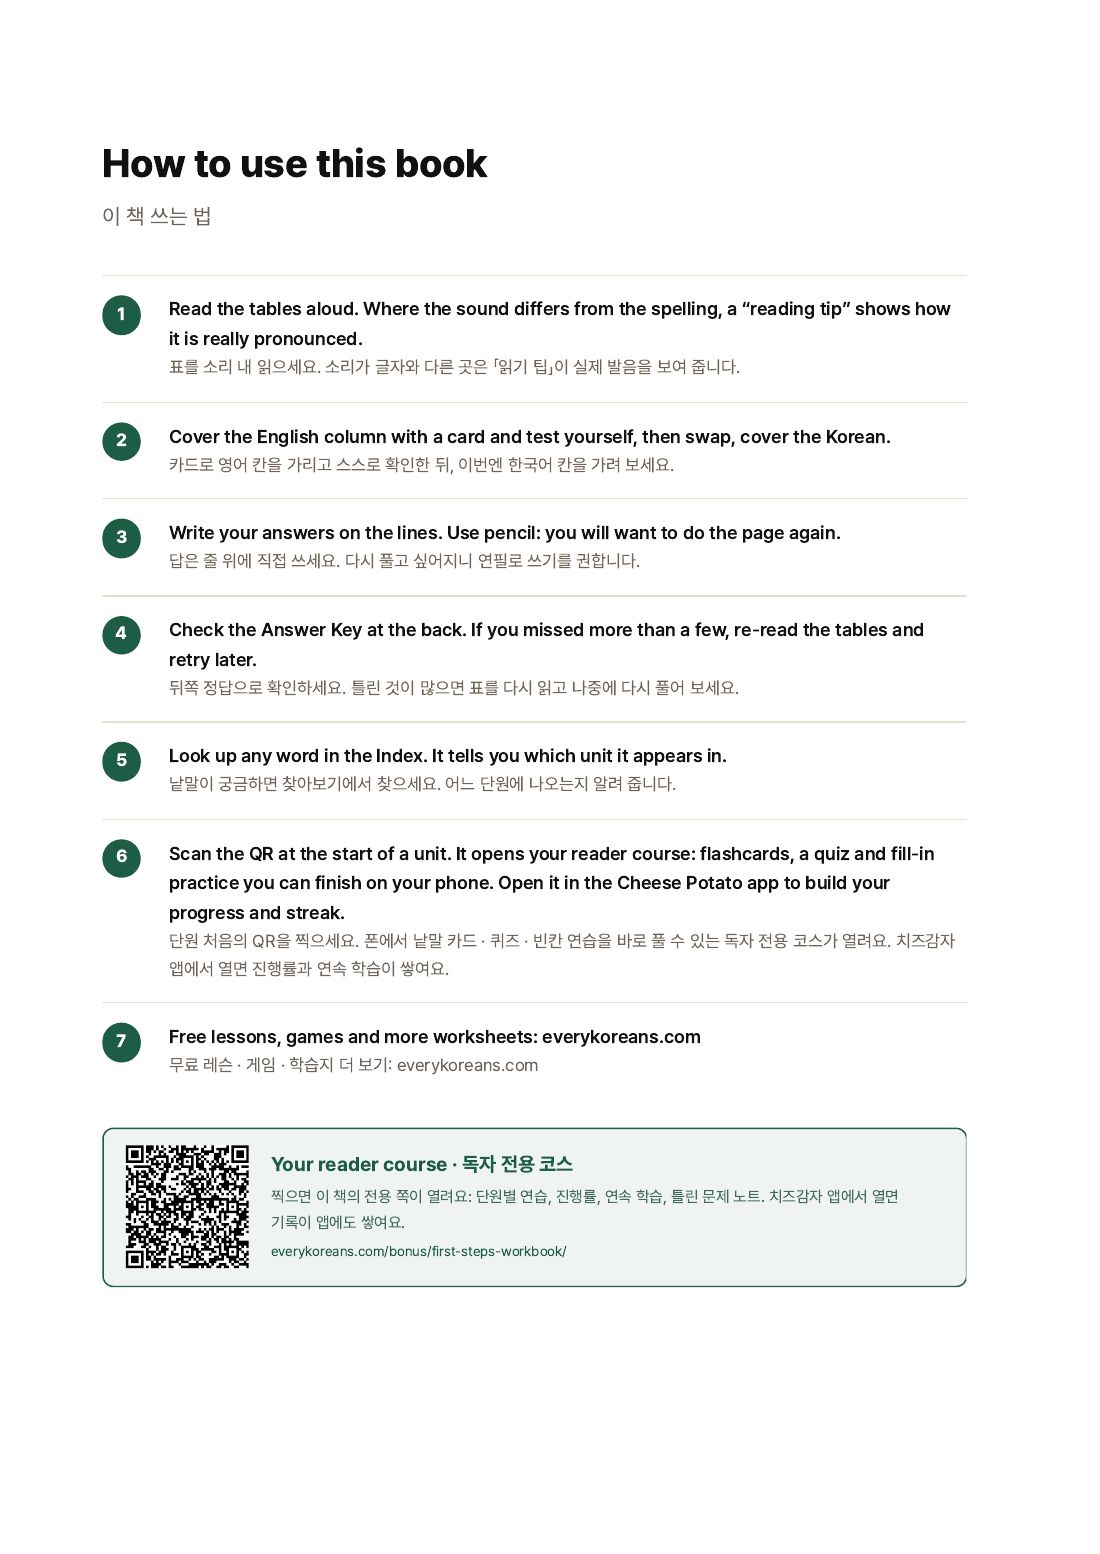 How to use this book
이 책 쓰는 법
1
Read the tables aloud. Where the sound differs from the spelling, a “reading tip” shows how
it is really pronounced.
표를 소리 내 읽으세요. 소리가 글자와 다른 곳은 「읽기 팁」이 실제 발음을 보여 줍니다.
2
Cover the English column with a card and test yourself, then swap, cover the Korean.
카드로 영어 칸을 가리고 스스로 확인한 뒤, 이번엔 한국어 칸을 가려 보세요.
3
Write your answers on the lines. Use pencil: you will want to do the page again.
답은 줄 위에 직접 쓰세요. 다시 풀고 싶어지니 연필로 쓰기를 권합니다.
4
Check the Answer Key at the back. If you missed more than a few, re-read the tables and
retry later.
뒤쪽 정답으로 확인하세요. 틀린 것이 많으면 표를 다시 읽고 나중에 다시 풀어 보세요.
5
Look up any word in the Index. It tells you which unit it appears in.
낱말이 궁금하면 찾아보기에서 찾으세요. 어느 단원에 나오는지 알려 줍니다.
6
Scan the QR at the start of a unit. It opens your reader course: flashcards, a quiz and fill-in
practice you can finish on your phone. Open it in the Cheese Potato app to build your
progress and streak.
단원 처음의 QR을 찍으세요. 폰에서 낱말 카드 · 퀴즈 · 빈칸 연습을 바로 풀 수 있는 독자 전용 코스가 열려요. 치즈감자
앱에서 열면 진행률과 연속 학습이 쌓여요.
7
Free lessons, games and more worksheets: everykoreans.com
무료 레슨 · 게임 · 학습지 더 보기: everykoreans.com
Your reader course · 독자 전용 코스
찍으면 이 책의 전용 쪽이 열려요: 단원별 연습, 진행률, 연속 학습, 틀린 문제 노트. 치즈감자 앱에서 열면
기록이 앱에도 쌓여요.
everykoreans.com/bonus/first-steps-workbook/